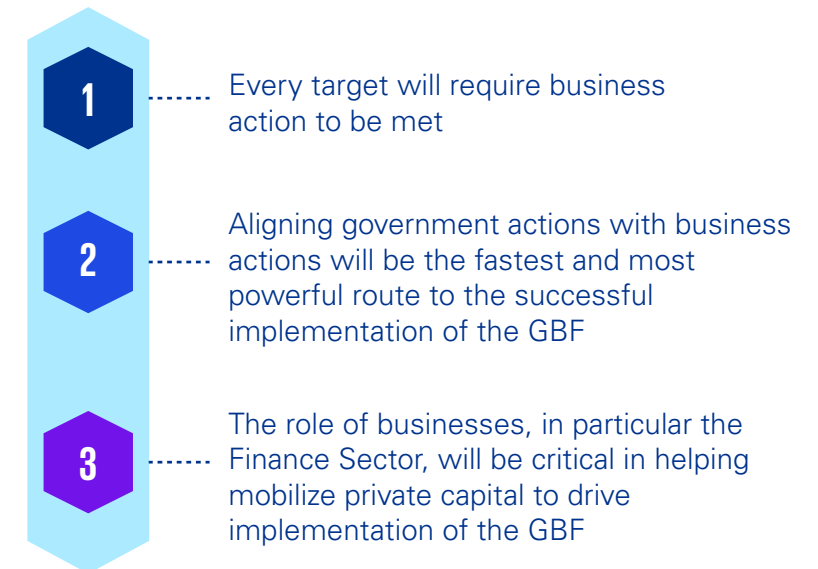 1
Every target will require business
action to be met
2
Aligning government actions with business
actions will be the fastest and most
powerful route to the successful
implementation of the GBF
3
The role of businesses, in particular the
Finance Sector, will be critical in helping
mobilize private capital to drive
implementation of the GBF